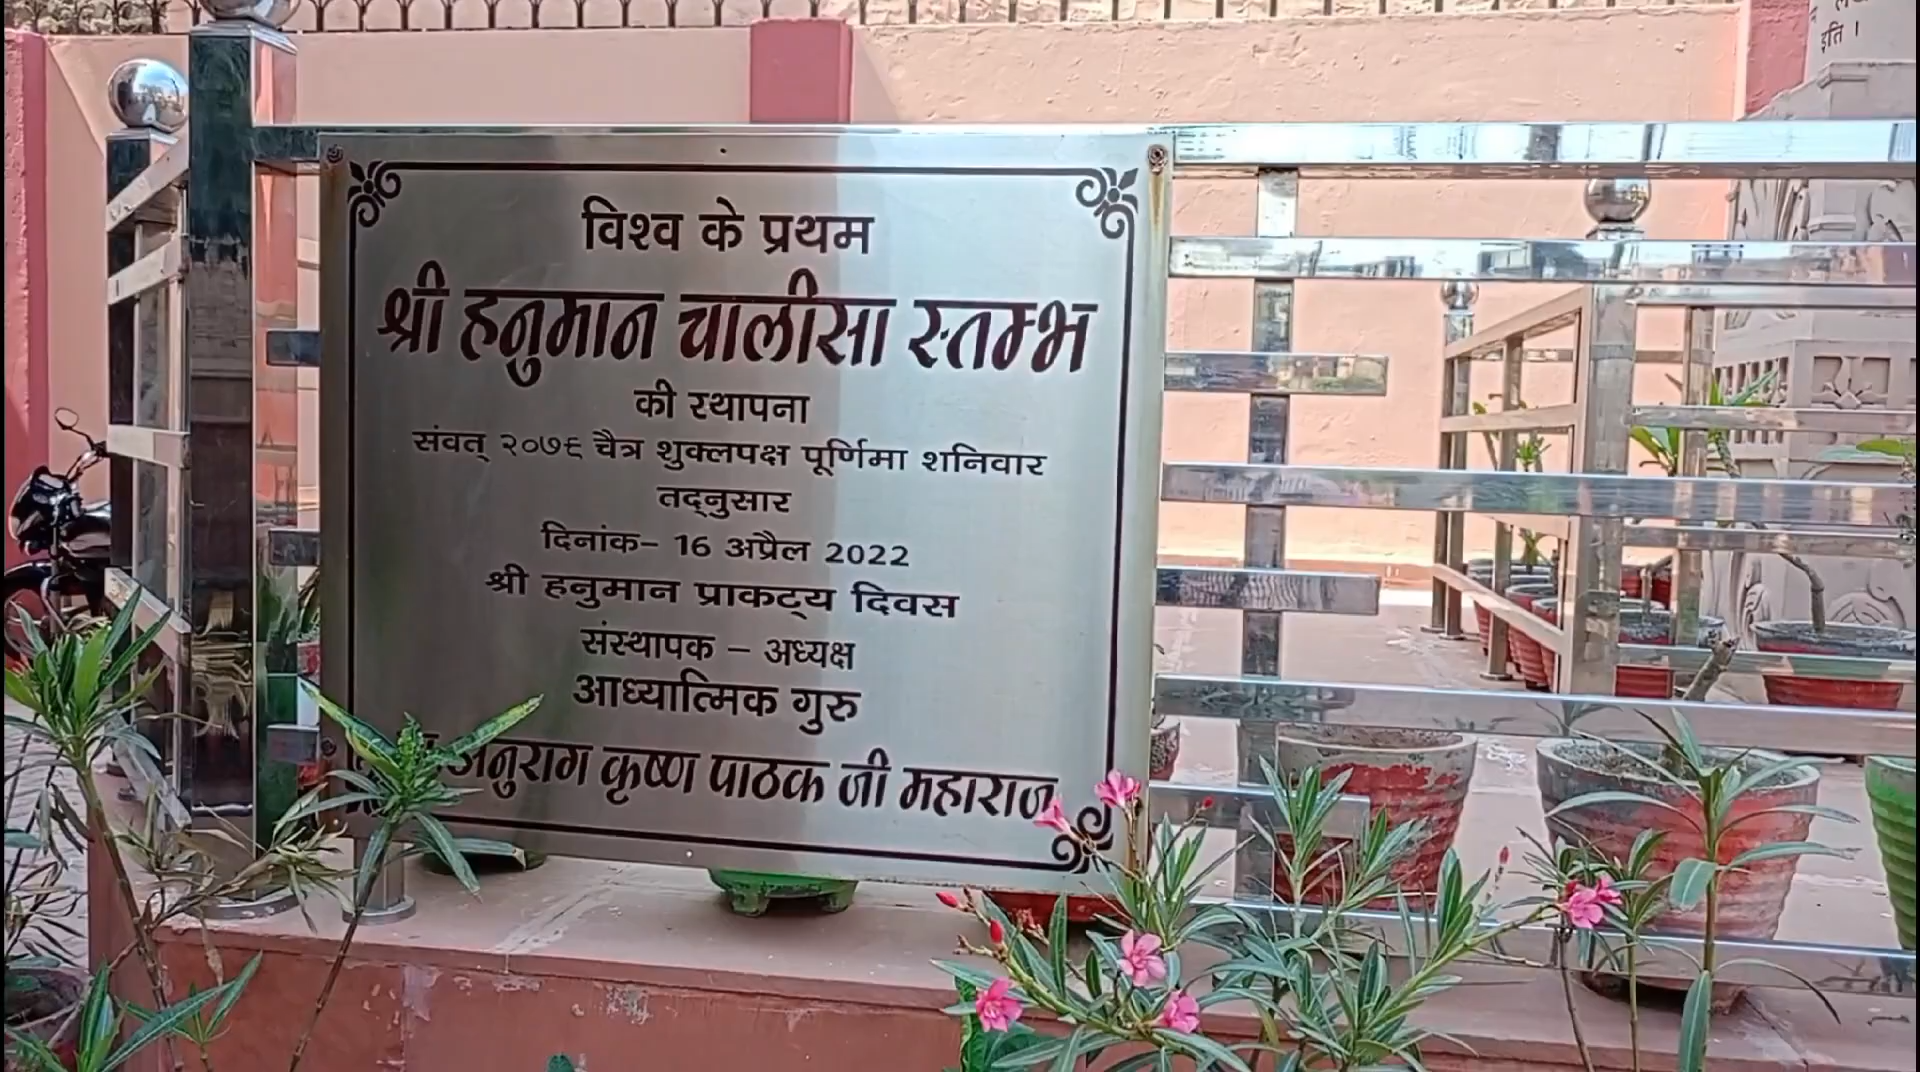 विश्व के प्रथम
श्री हनुमान चालीसा स्तम्भ
की स्थापना
संवत् २०७९ चैत्र शुक्लपक्ष पूर्णिमा शनिवार
तद्नुसार
दिनांक– 16 अप्रैल 2022
श्री हनुमान प्राकट्य दिवस
संस्थापक – अध्यक्ष
आध्यात्मिक गुरु
अनुराग कृष्ण पाठक जी महाराज
इति ।